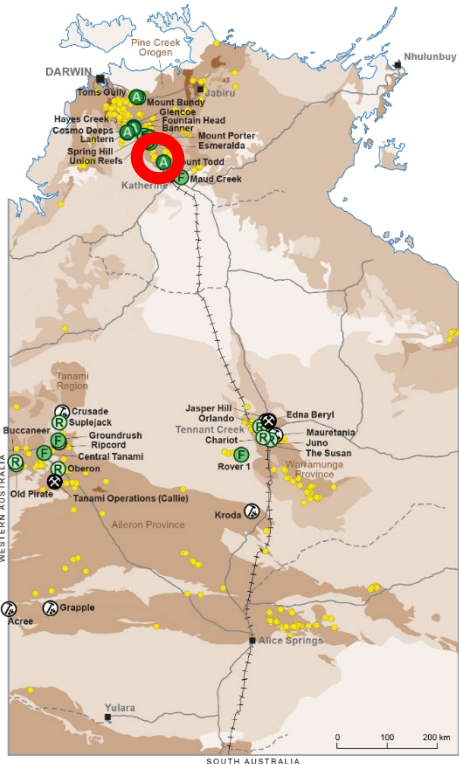 Pine Creek
Orogen
Nhulunbuy
DARWIN
Toms Gully
A
Jabiru
Mount Bundy
Glencoe
Hayes Creek
Fountain Head
Cosmo Deeps
A
Banner
Lantern
Mount Porter
Spring Hill
Esmeralda
Union Reefs
A
ount Todd
F
Maud Creek
Katherine
Tanami
Region
Crusade
R
Suplejack
Buccaneer
Groundrush
F
Ripcord
R
F
Central Tanami
R
Oberon
Old Pirate
Tanami Operations (Callie)
WESTERN AUSTRALIA
Jasper Hill
Orlando
Edna Beryl
Tennant Creek
R
Mauretania
Chariot
R
R
Juno
The Susan
Rover 1
F
Warramunga
Province
Kroda
Aileron Province
Acree
Grapple
Alice Springs
Yulara
0
100
200 km
SOUTH AUSTRALIA